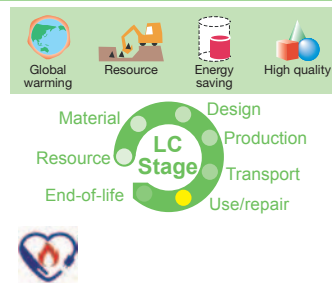 Global
warming
Resource
Energy
saving
High quality
Material
Design
Production
LC
Stage
Resource
Transport
End-of-life
Use/repair